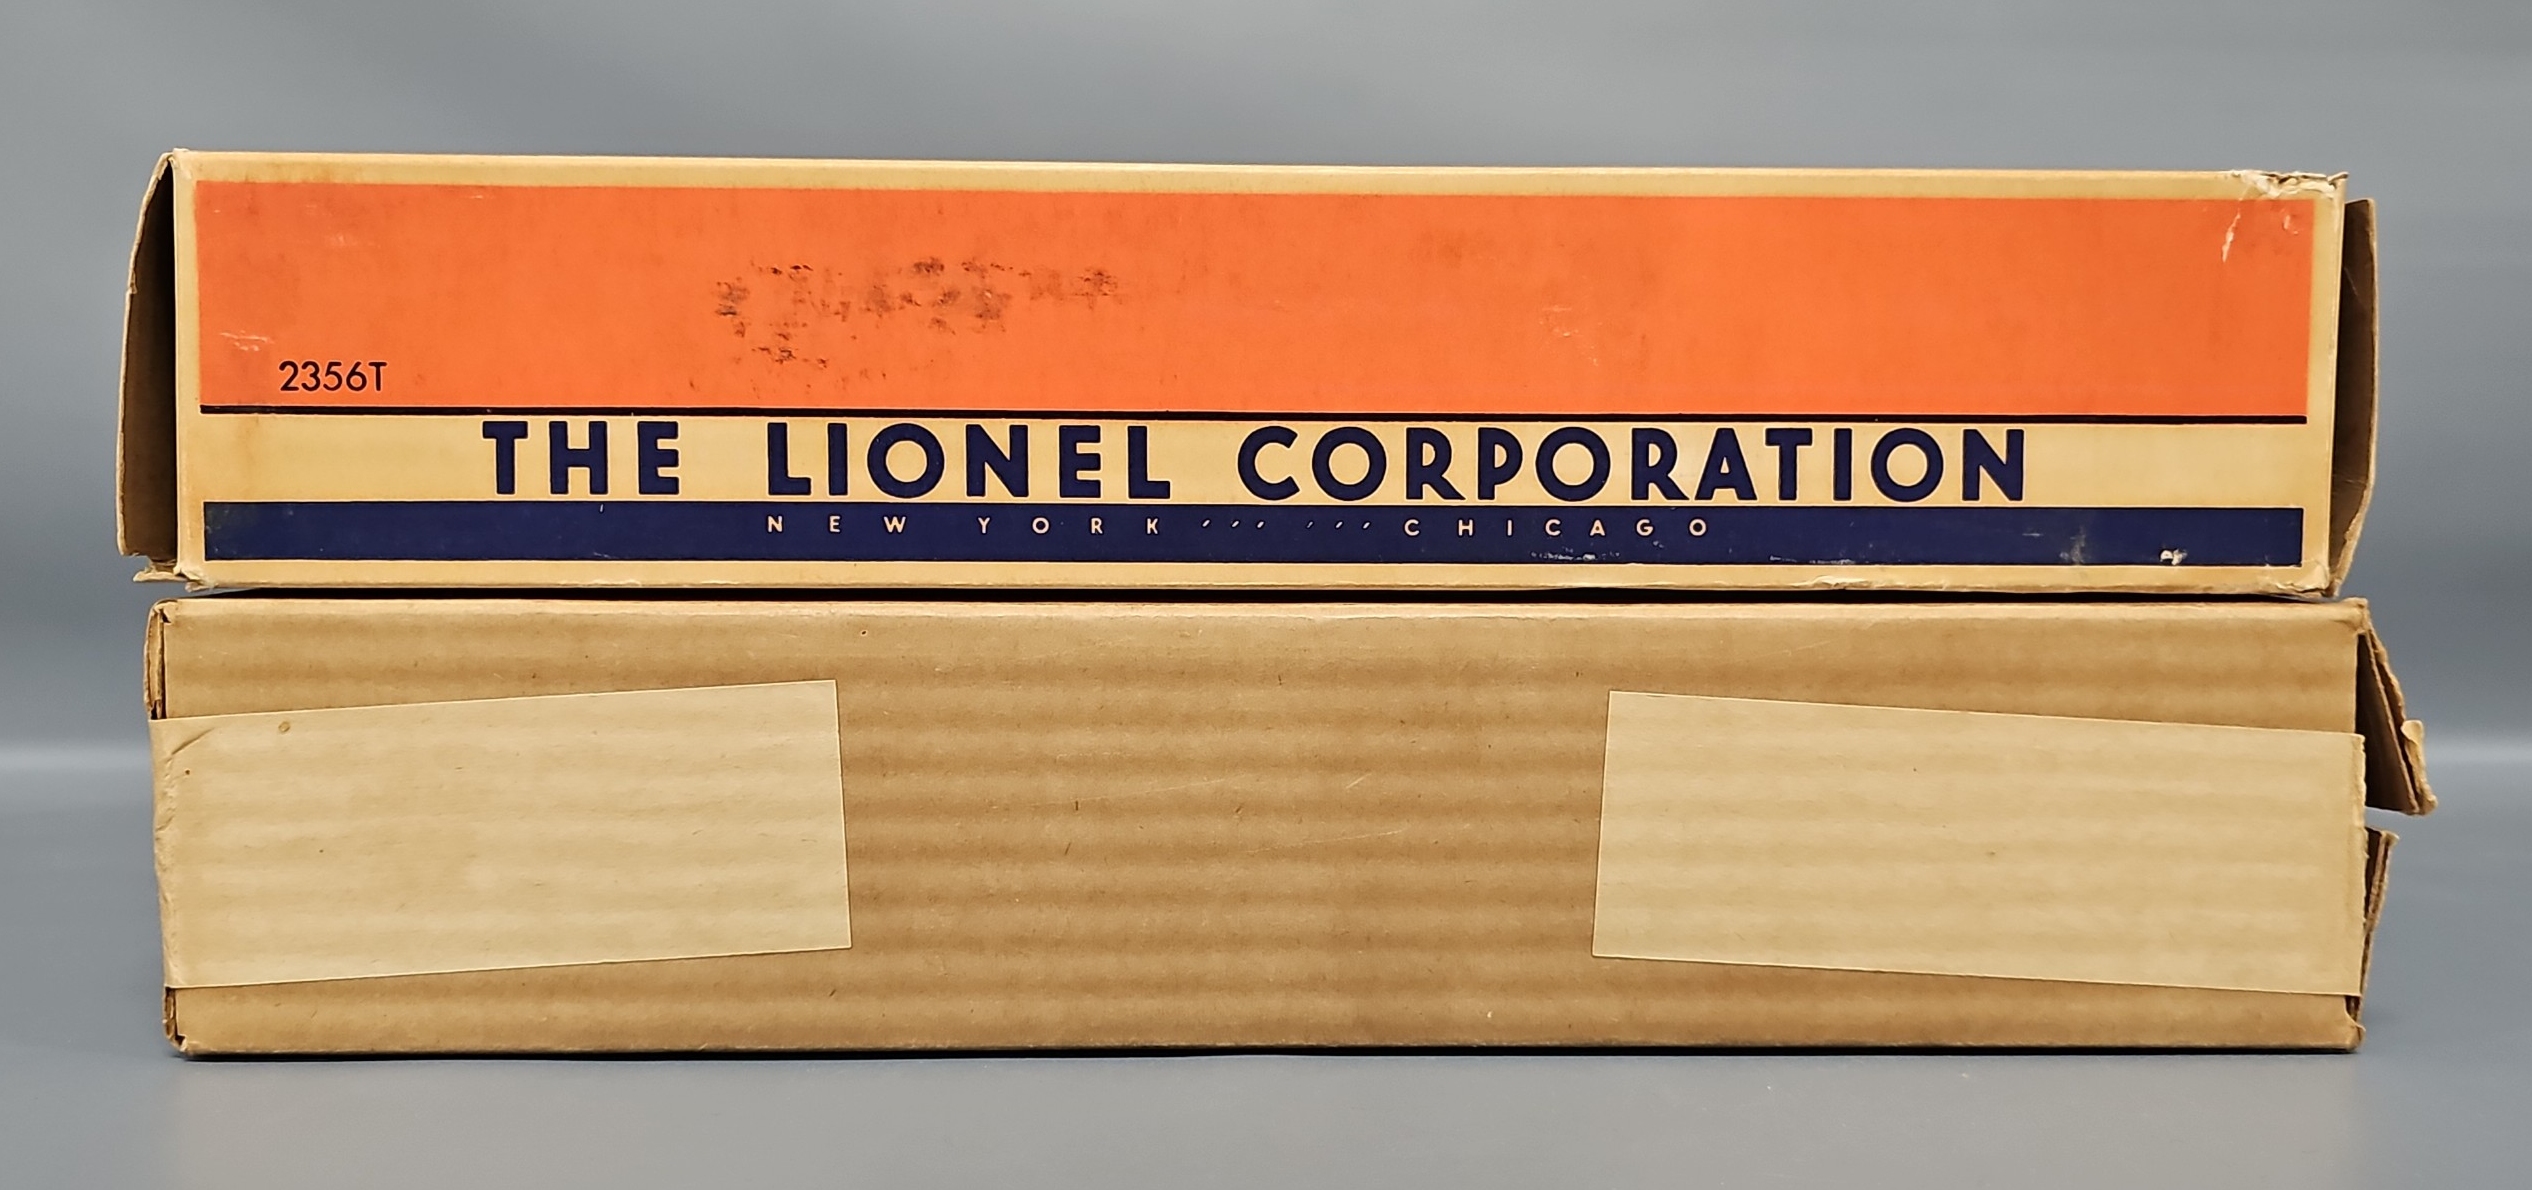 2356T
THE LIONEL CORPORATION
NEW YORK ′′′ ′′′ CHICAGO